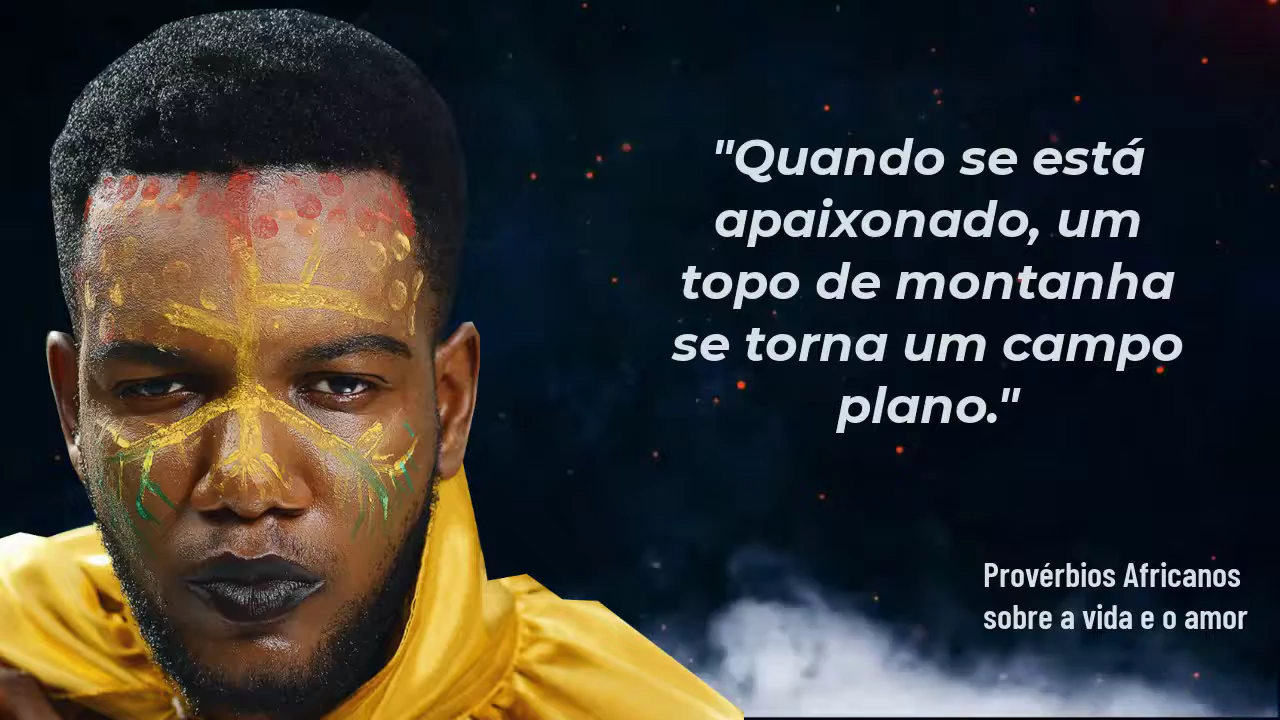 "Quando se está
apaixonado, um
topo de montanha
se torna um campo
plano."
Provérbios Africanos
sobre a vida e o amor